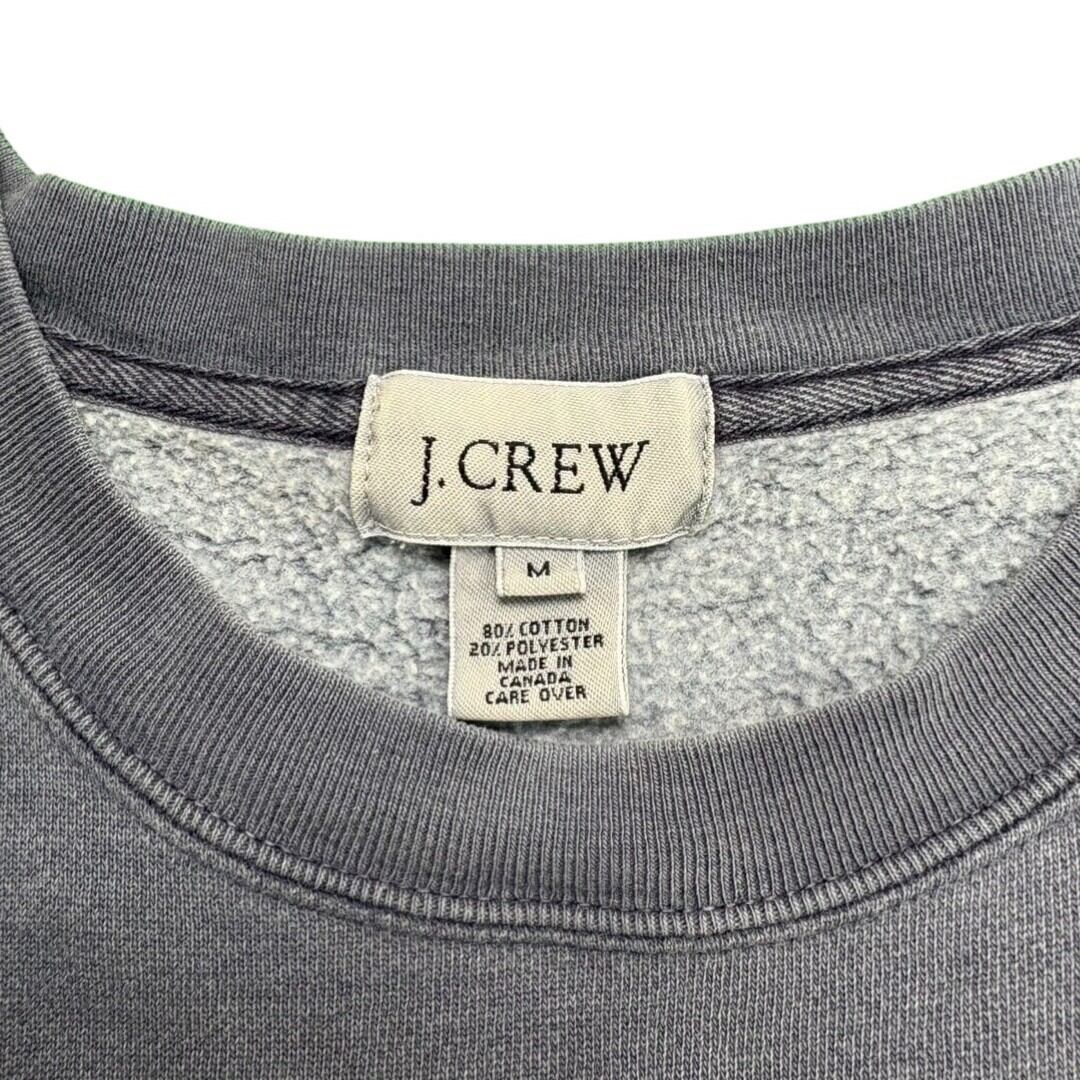 J.CREW
M
80% COTTON
20% POLYESTER
MADE IN
CANADA
CARE OVER